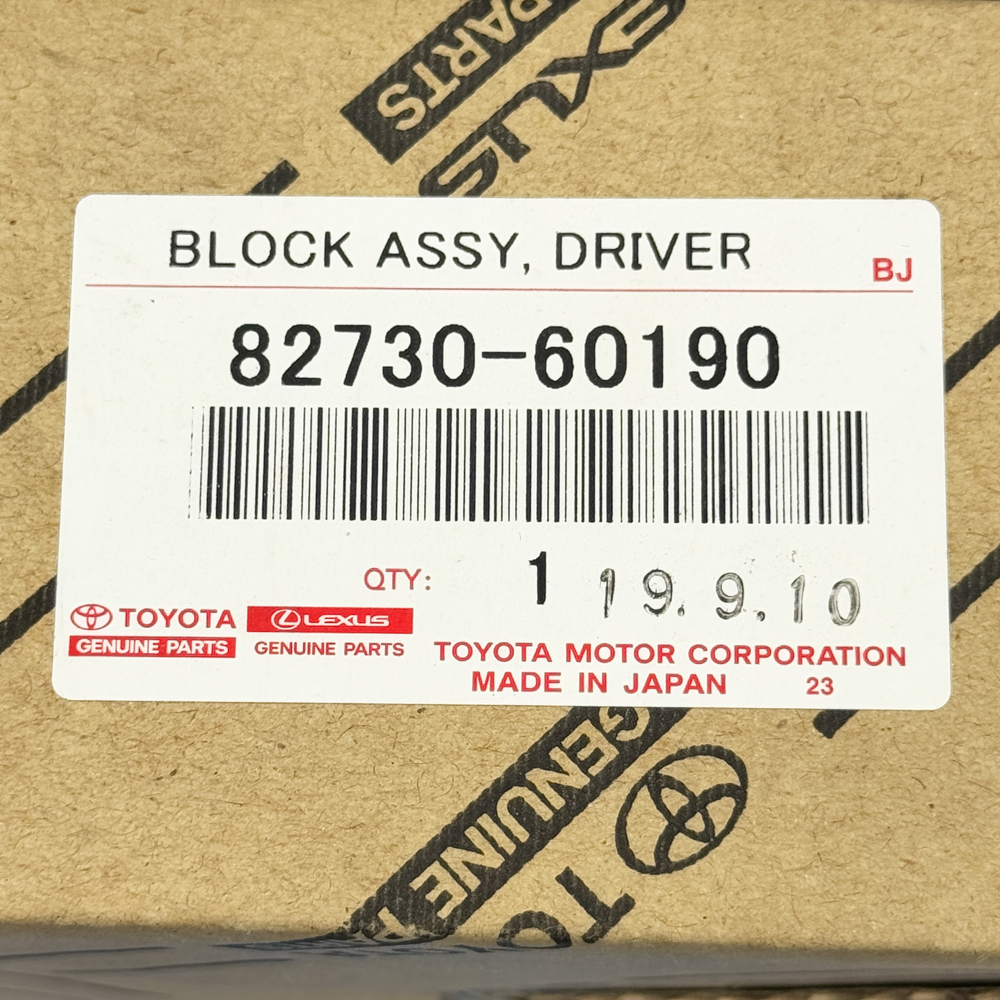 PARTS
LEXUS
BLOCK ASSY, DRIVER
BJ
82730-60190
QTY: 1 19.9.10
TOYOTA LEXUS
GENUINE PARTS GENUINE PARTS
TOYOTA MOTOR CORPORATION
MADE IN JAPAN 23
GENUINE